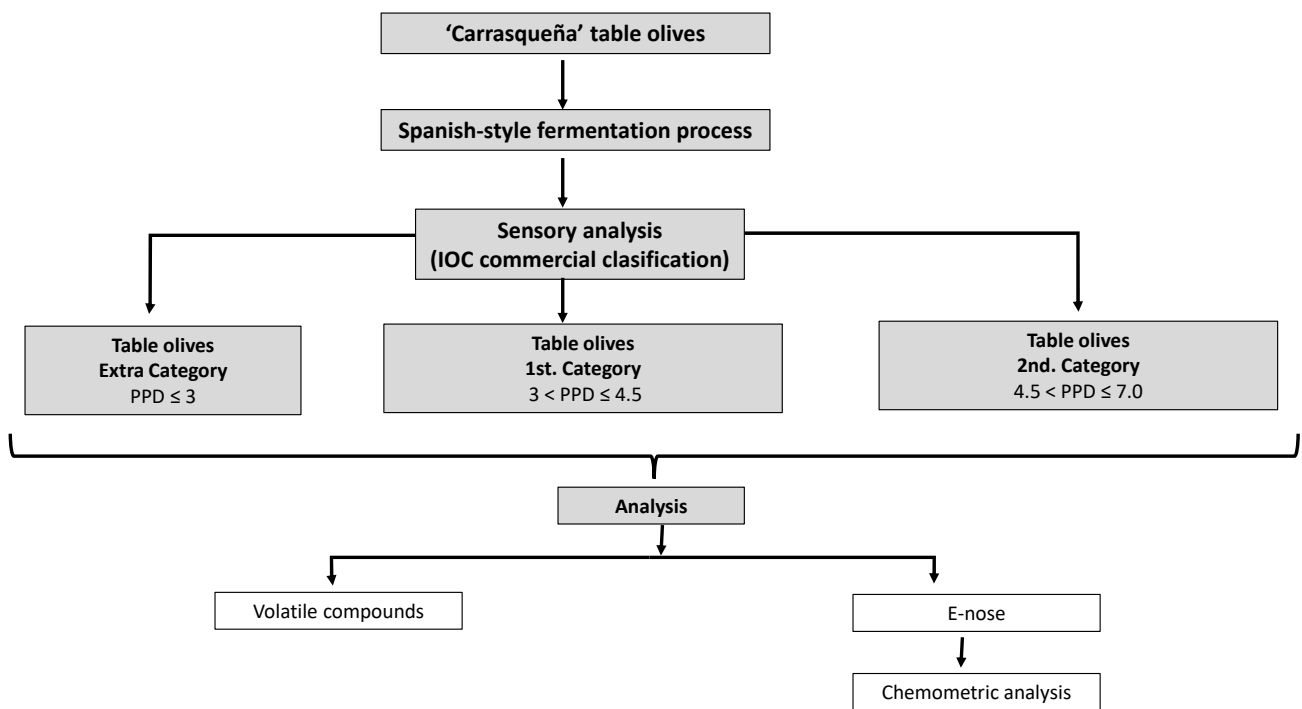 ‘Carrasqueña’ table olives
Spanish-style fermentation process
Sensory analysis
(IOC commercial clasification)
Table olives
Extra Category
PPD ≤ 3
Table olives
1st. Category
3 < PPD ≤ 4.5
Table olives
2nd. Category
4.5 < PPD ≤ 7.0
Analysis
Volatile compounds
E-nose
Chemometric analysis